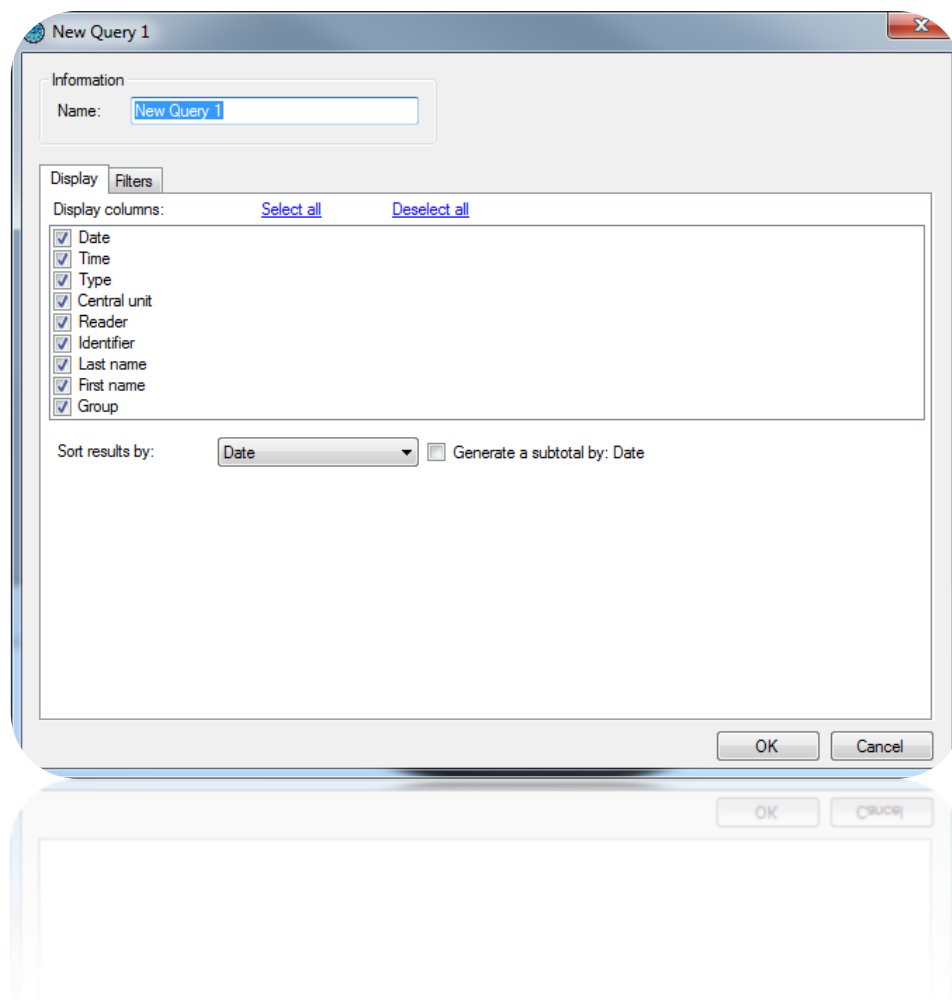 New Query 1
Information
Name: New Query 1
Display Filters
Display columns: Select all Deselect all
Date
Time
Type
Central unit
Reader
Identifier
Last name
First name
Group
Sort results by: Date Generate a subtotal by: Date
OK Cancel
OK Cancel